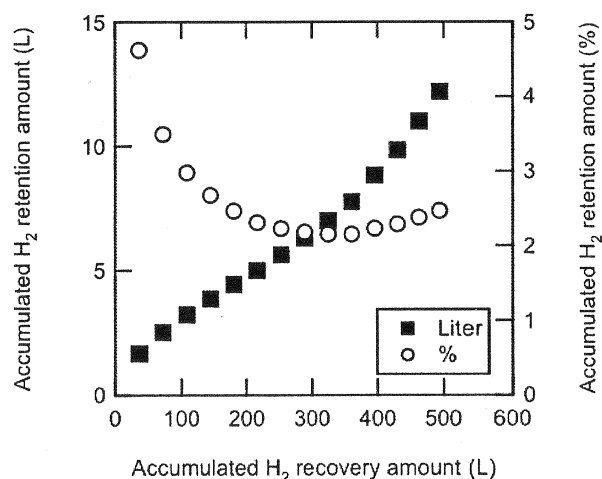 Accumulated H₂ retention amount (L)
15
10
5
0
5
4
3
2
1
0
Accumulated H₂ retention amount (%)
Liter
%
0 100 200 300 400 500 600
Accumulated H₂ recovery amount (L)